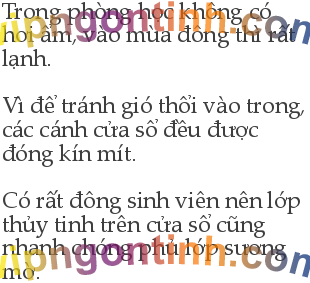 Trong phòng học không có
hơi ấm, vào mùa đông thì rất
lạnh.
Vì để tránh gió thổi vào trong,
các cánh cửa sổ đều được
đóng kín mít.
Có rất đông sinh viên nên lớp
thủy tinh trên cửa sổ cũng
nhanh chóng phủ lớp sương
mờ.